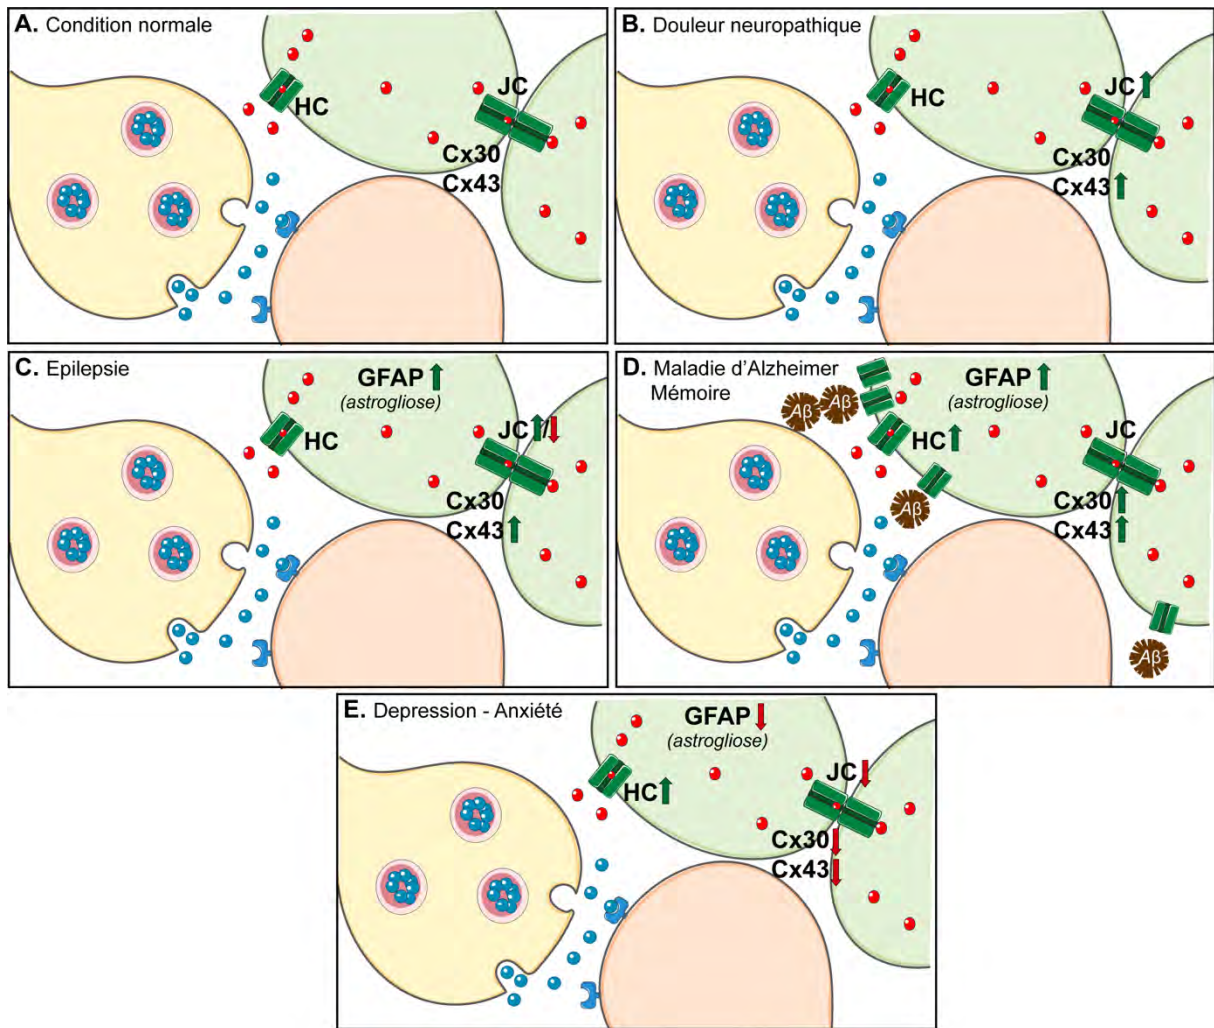 A. Condition normale
HC
JC
Cx30
Cx43
B. Douleur neuropathique
HC
JC
Cx30
Cx43
C. Epilepsie
GFAP
(astrogliose)
HC
JC /
Cx30
Cx43
D. Maladie d'Alzheimer
Mémoire
GFAP
(astrogliose)
Aβ
Aβ
HC
Aβ
JC
Cx30
Cx43
Aβ
E. Depression - Anxiété
GFAP
(astrogliose)
HC
JC
Cx30
Cx43